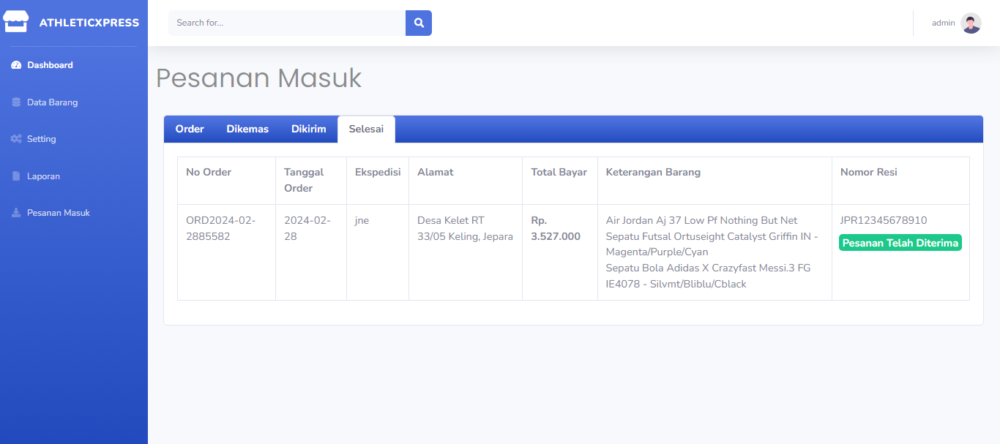 ATHLETICXPRESS
Search for...
admin
Dashboard
Data Barang
Setting
Laporan
Pesanan Masuk
Pesanan Masuk
Order Dikemas Dikirim Selesai
No Order
Tanggal
Order
Ekspedisi
Alamat
Total Bayar
Keterangan Barang
Nomor Resi
ORD2024-02-
2885582
2024-02-
28
jne
Desa Kelet RT
33/05 Keling, Jepara
Rp.
3.527.000
Air Jordan Aj 37 Low Pf Nothing But Net
Sepatu Futsal Ortuseight Catalyst Griffin IN -
Magenta/Purple/Cyan
Sepatu Bola Adidas X Crazyfast Messi.3 FG
IE4078 - Silvmt/Bliblu/Cblack
JPR12345678910
Pesanan Telah Diterima